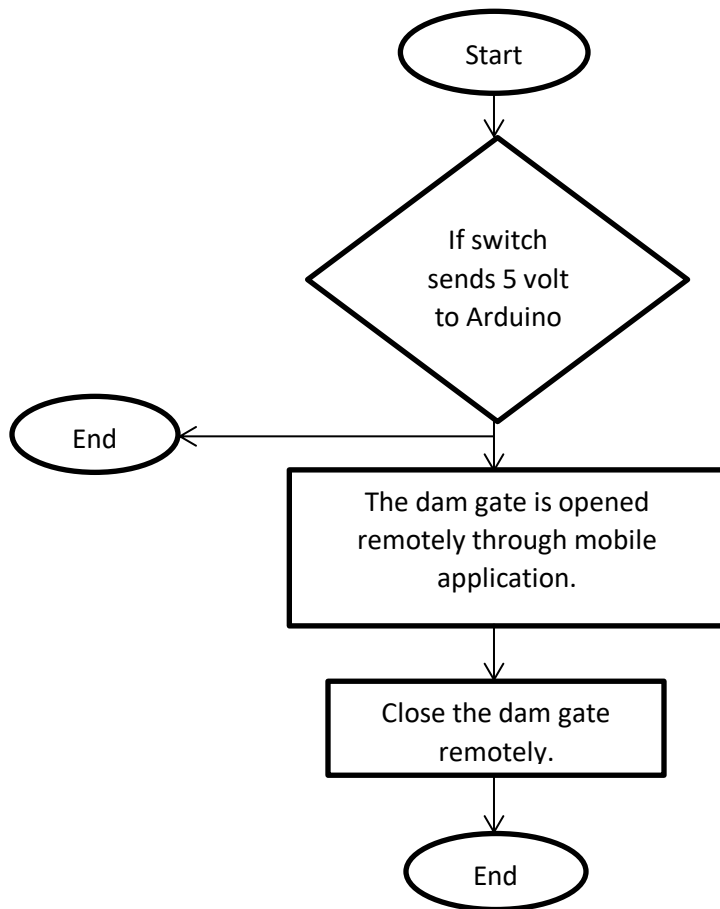 Start
If switch
sends 5 volt
to Arduino
End
The dam gate is opened
remotely through mobile
application.
Close the dam gate
remotely.
End